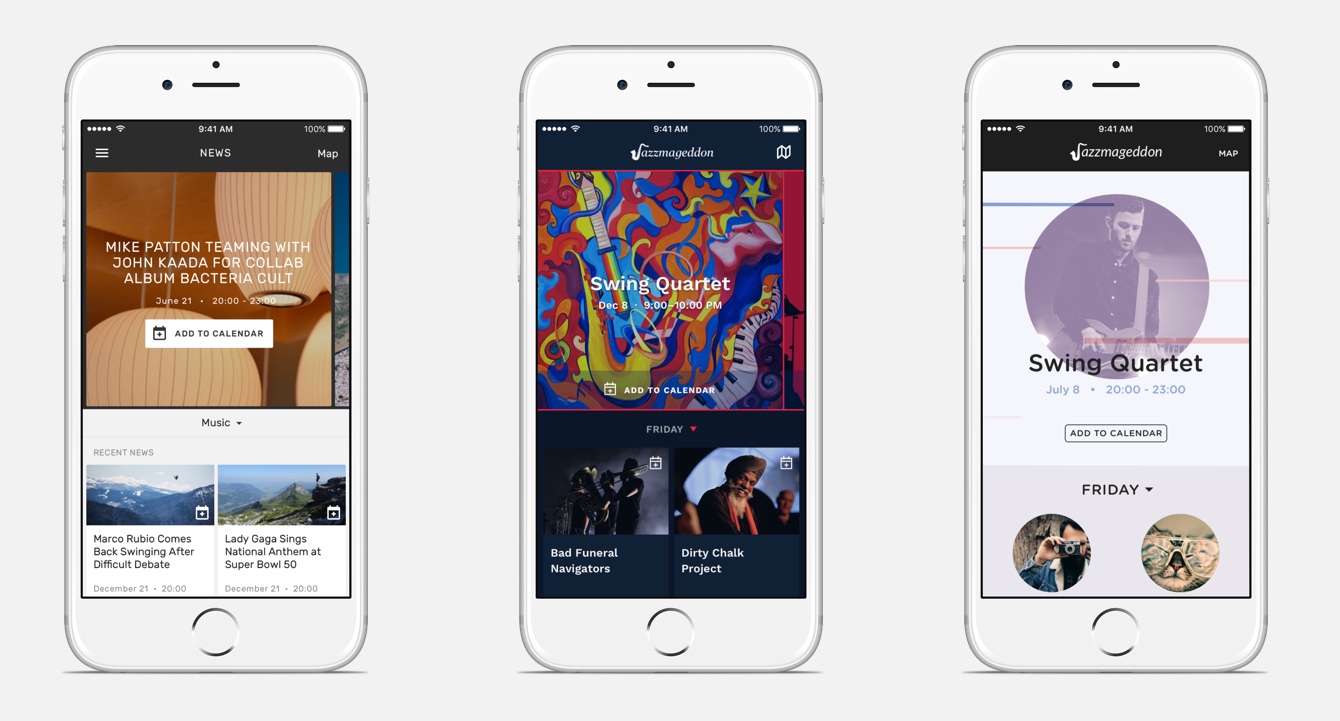 9:41 AM
100%
NEWS
Map
MIKE PATTON TEAMING WITH
JOHN KAADA FOR COLLAB
ALBUM BACTERIA CULT
June 21 • 20:00 - 23:00
ADD TO CALENDAR
Music
RECENT NEWS
Marco Rubio Comes
Back Swinging After
Difficult Debate
December 21 • 20:00
Lady Gaga Sings
National Anthem at
Super Bowl 50
December 21 • 20:00
9:41 AM
100%
Jazzmageddon
Swing Quartet
Dec 8 · 9:00–10:00 PM
ADD TO CALENDAR
FRIDAY
Bad Funeral
Navigators
Dirty Chalk
Project
9:41 AM
100%
Jazzmageddon
MAP
Swing Quartet
July 8 • 20:00 - 23:00
ADD TO CALENDAR
FRIDAY